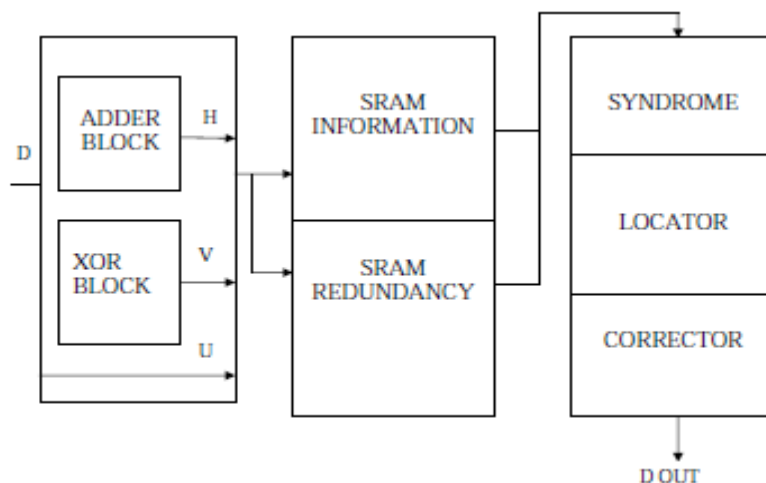 D
ADDER
BLOCK
H
XOR
BLOCK
V
U
SRAM
INFORMATION
SRAM
REDUNDANCY
SYNDROME
LOCATOR
CORRECTOR
D OUT